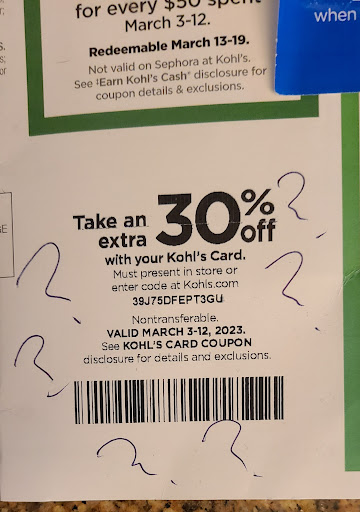 for every $50 spent
March 3-12.
when
Redeemable March 13-19.
Not valid on Sephora at Kohl's.
See ‡Earn Kohl's Cash® disclosure for
coupon details & exclusions.
Take an
extra
30%
off
with your Kohl's Card.
Must present in store or
enter code at Kohls.com
39J75DFEPT3GU
Nontransferable.
VALID MARCH 3-12, 2023.
See KOHL'S CARD COUPON
disclosure for details and exclusions.
?
?
?
?
?
?